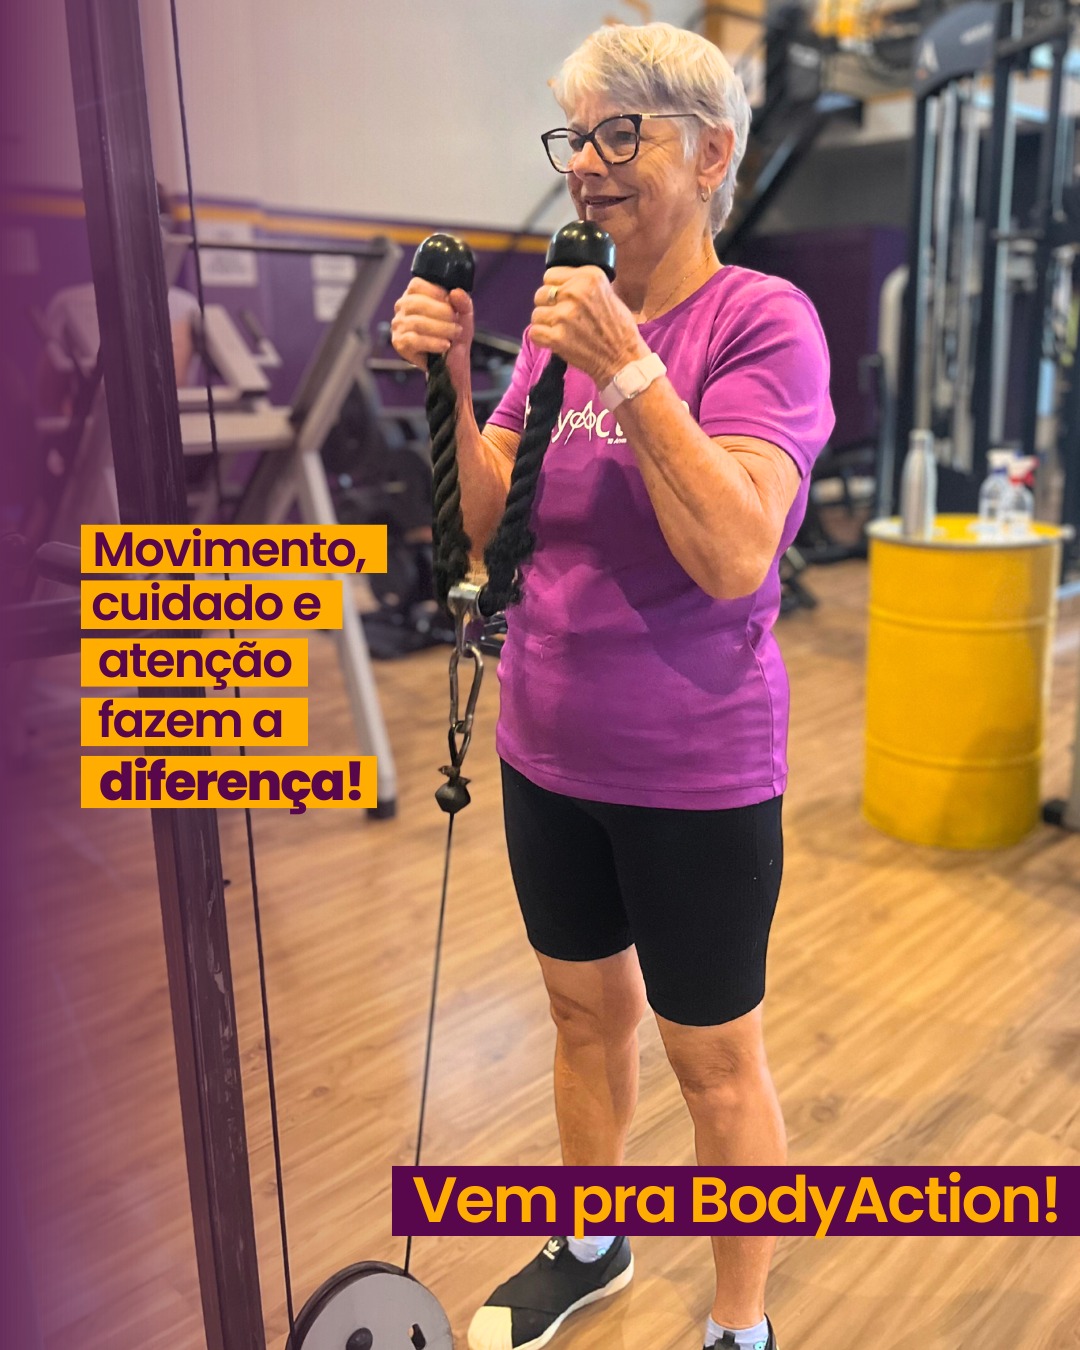 Movimento,
cuidado e
atenção
fazem a
diferença!
Vem pra BodyAction!